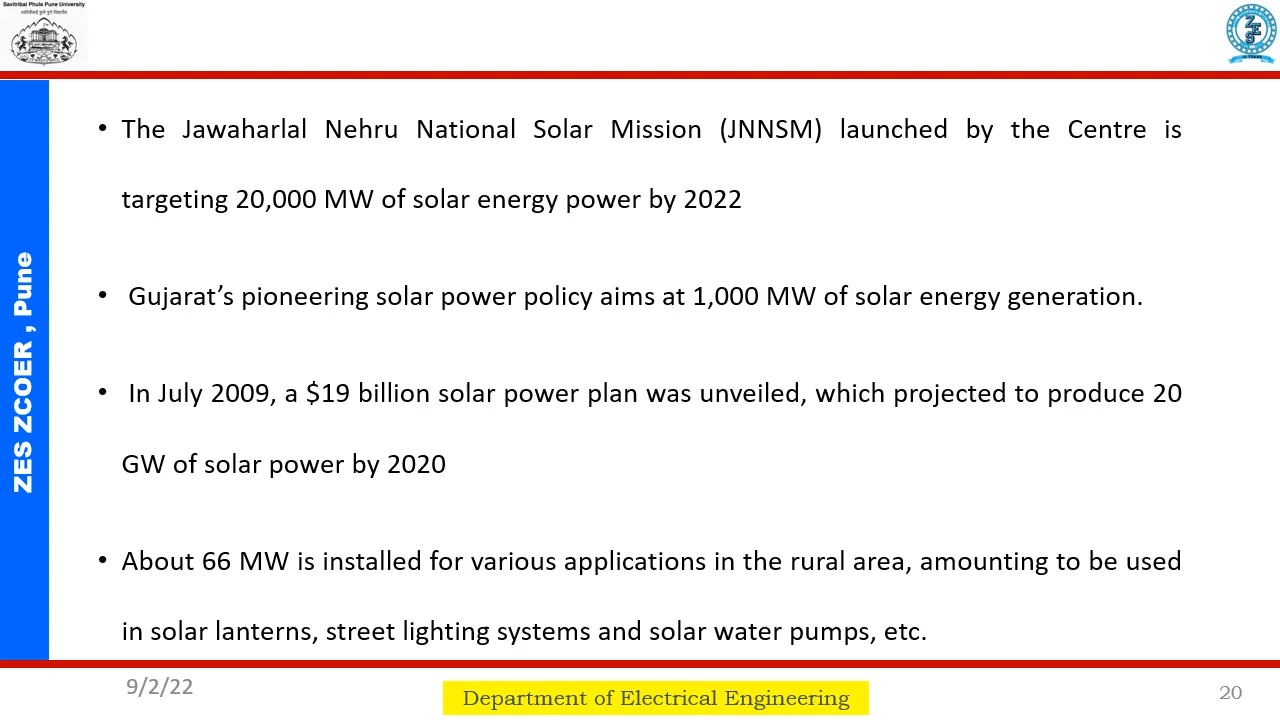 Savitribai Phule Pune University
ZES
ZES ZCOER , Pune
• The Jawaharlal Nehru National Solar Mission (JNNSM) launched by the Centre is
targeting 20,000 MW of solar energy power by 2022
• Gujarat’s pioneering solar power policy aims at 1,000 MW of solar energy generation.
• In July 2009, a $19 billion solar power plan was unveiled, which projected to produce 20
GW of solar power by 2020
• About 66 MW is installed for various applications in the rural area, amounting to be used
in solar lanterns, street lighting systems and solar water pumps, etc.
9/2/22
Department of Electrical Engineering
20